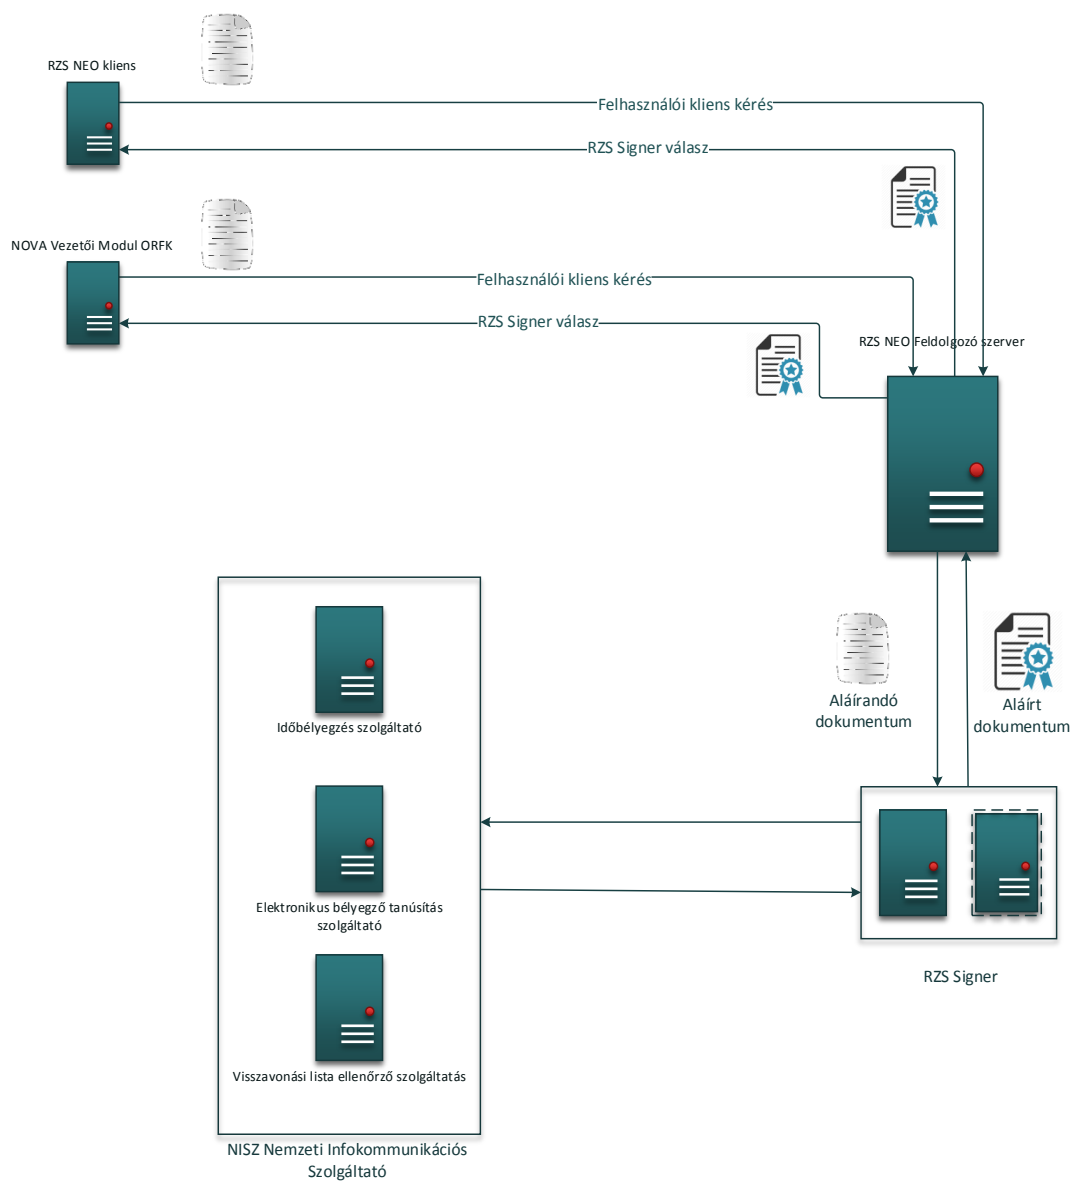 RZS NEO kliens
Felhasználói kliens kérés
RZS Signer válasz
NOVA Vezetői Modul ORFK
Felhasználói kliens kérés
RZS Signer válasz
RZS NEO Feldolgozó szerver
Aláírandó
dokumentum
Aláírt
dokumentum
Időbélyegzés szolgáltató
Elektronikus bélyegző tanúsítás
szolgáltató
RZS Signer
Visszavonási lista ellenőrző szolgáltatás
NISZ Nemzeti Infokommunikációs
Szolgáltató